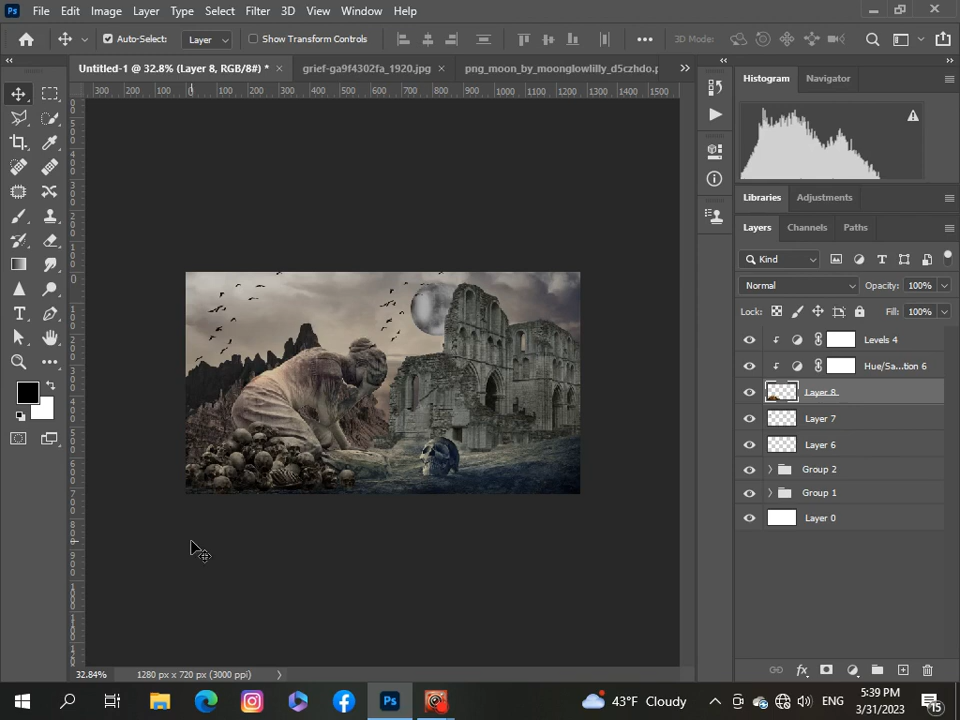 Ps File Edit Image Layer Type Select Filter 3D View Window Help
Auto-Select: Layer Show Transform Controls 3D Mode:
Untitled-1 @ 32.8% (Layer 8, RGB/8#) * grief-ga9f4302fa_1920.jpg png_moon_by_moonglowlilly_d5czhdo.p
300 200 100 0 100 200 300 400 500 600 700 800 900 1000 1100 1200 1300 1400 1500
Histogram Navigator
Libraries Adjustments
Layers Channels Paths
Kind
Normal Opacity: 100%
Lock: Fill: 100%
Levels 4
Hue/Sa...tion 6
Layer 8
Layer 7
Layer 6
Group 2
Group 1
Layer 0
32.84% 1280 px x 720 px (3000 ppi)
Ps 43°F Cloudy ENG 5:39 PM
3/31/2023 15